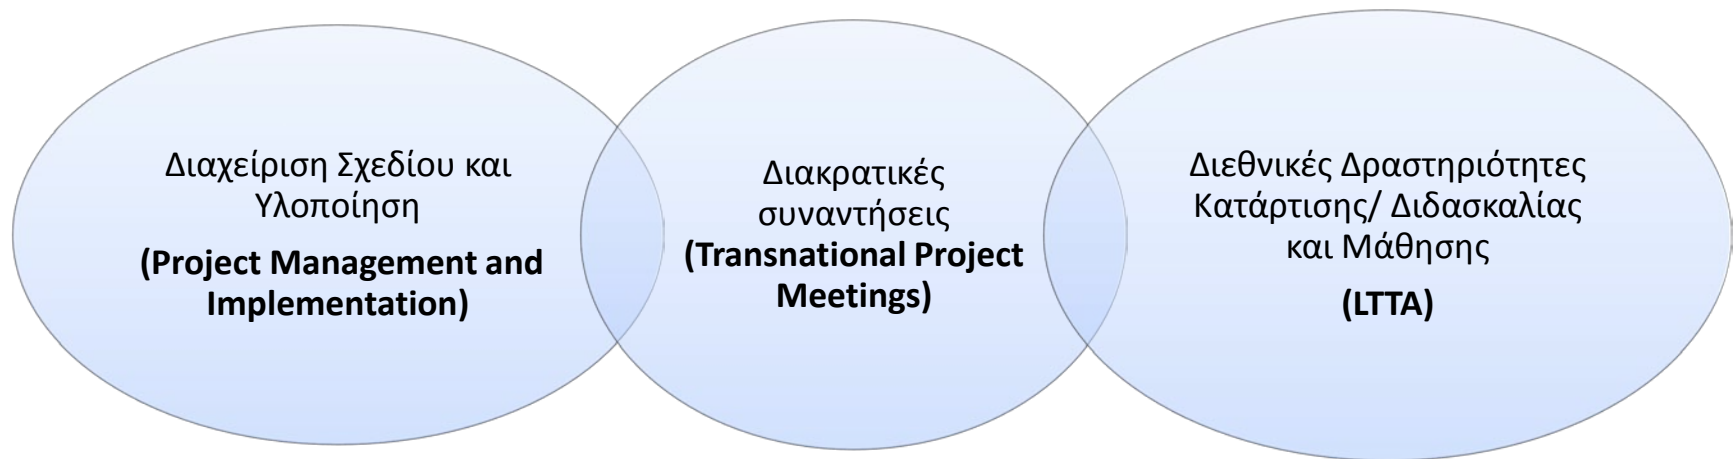 Διαχείριση Σχεδίου και
Υλοποίηση
(Project Management and
Implementation)
Διακρατικές
συναντήσεις
(Transnational Project
Meetings)
Διεθνικές Δραστηριότητες
Κατάρτισης/ Διδασκαλίας
και Μάθησης
(LTTA)